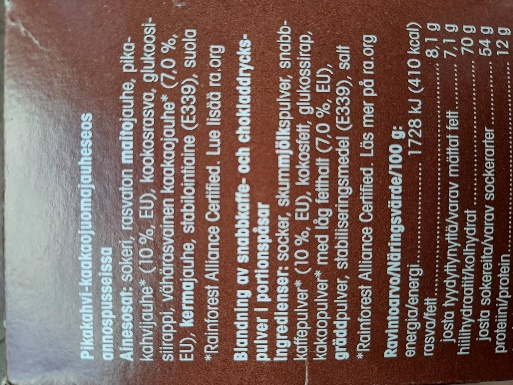 Pikakahvi-kaakaojuomajauheseos
annospusseissa
Ainesosat: sokeri, rasvaton maitojauhe, pika-
kahvijauhe* (10 %, EU), kookosrasva, glukoosi-
siirappi, vähärasvainen kaakaojauhe* (7,0 %,
EU), kermajauhe, stabilointiaine (E339), suola
*Rainforest Alliance Certified. Lue lisää ra.org
Blandning av snabbkaffe- och chokladdrycks-
pulver i portionspåsar
Ingredienser: socker, skummjölkspulver, snabb-
kaffepulver* (10 %, EU), kokosfett, glukossirap,
kakaopulver* med låg fetthalt (7,0 %, EU),
gräddpulver, stabiliseringsmedel (E339), salt
*Rainforest Alliance Certified. Läs mer på ra.org
Ravintoarvo/Näringsvärde/100 g:
energia/energi 1728 kJ (410 kcal)
rasva/fett 8,1 g
josta tyydyttynyttä/varav mättat fett 7,1 g
hiilihydraatit/kolhydrat 70 g
josta sokereita/varav sockerarter 54 g
proteiini/protein 12 g